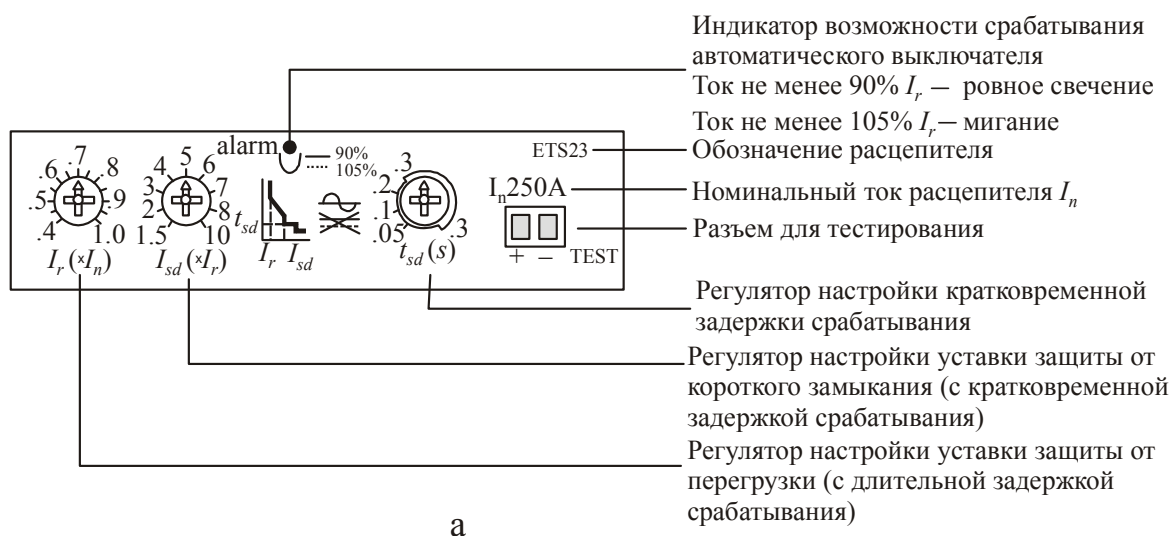 Индикатор возможности срабатывания
автоматического выключателя
Ток не менее 90% Ir — ровное свечение
Ток не менее 105% Ir — мигание
Обозначение расцепителя
Номинальный ток расцепителя In
Разъем для тестирования
Регулятор настройки кратковременной
задержки срабатывания
Регулятор настройки уставки защиты от
короткого замыкания (с кратковременной
задержкой срабатывания)
Регулятор настройки уставки защиты от
перегрузки (с длительной задержкой
срабатывания)
alarm
90%
105%
ETS23
In250A
+ – TEST
.4 .5 .6 .7 .8 .9 1.0
Ir (×In)
1.5 2 3 4 5 6 7 8 10
Isd (×Ir)
tsd
Ir Isd
.05 .1 .2 .3 .3
tsd (s)
а